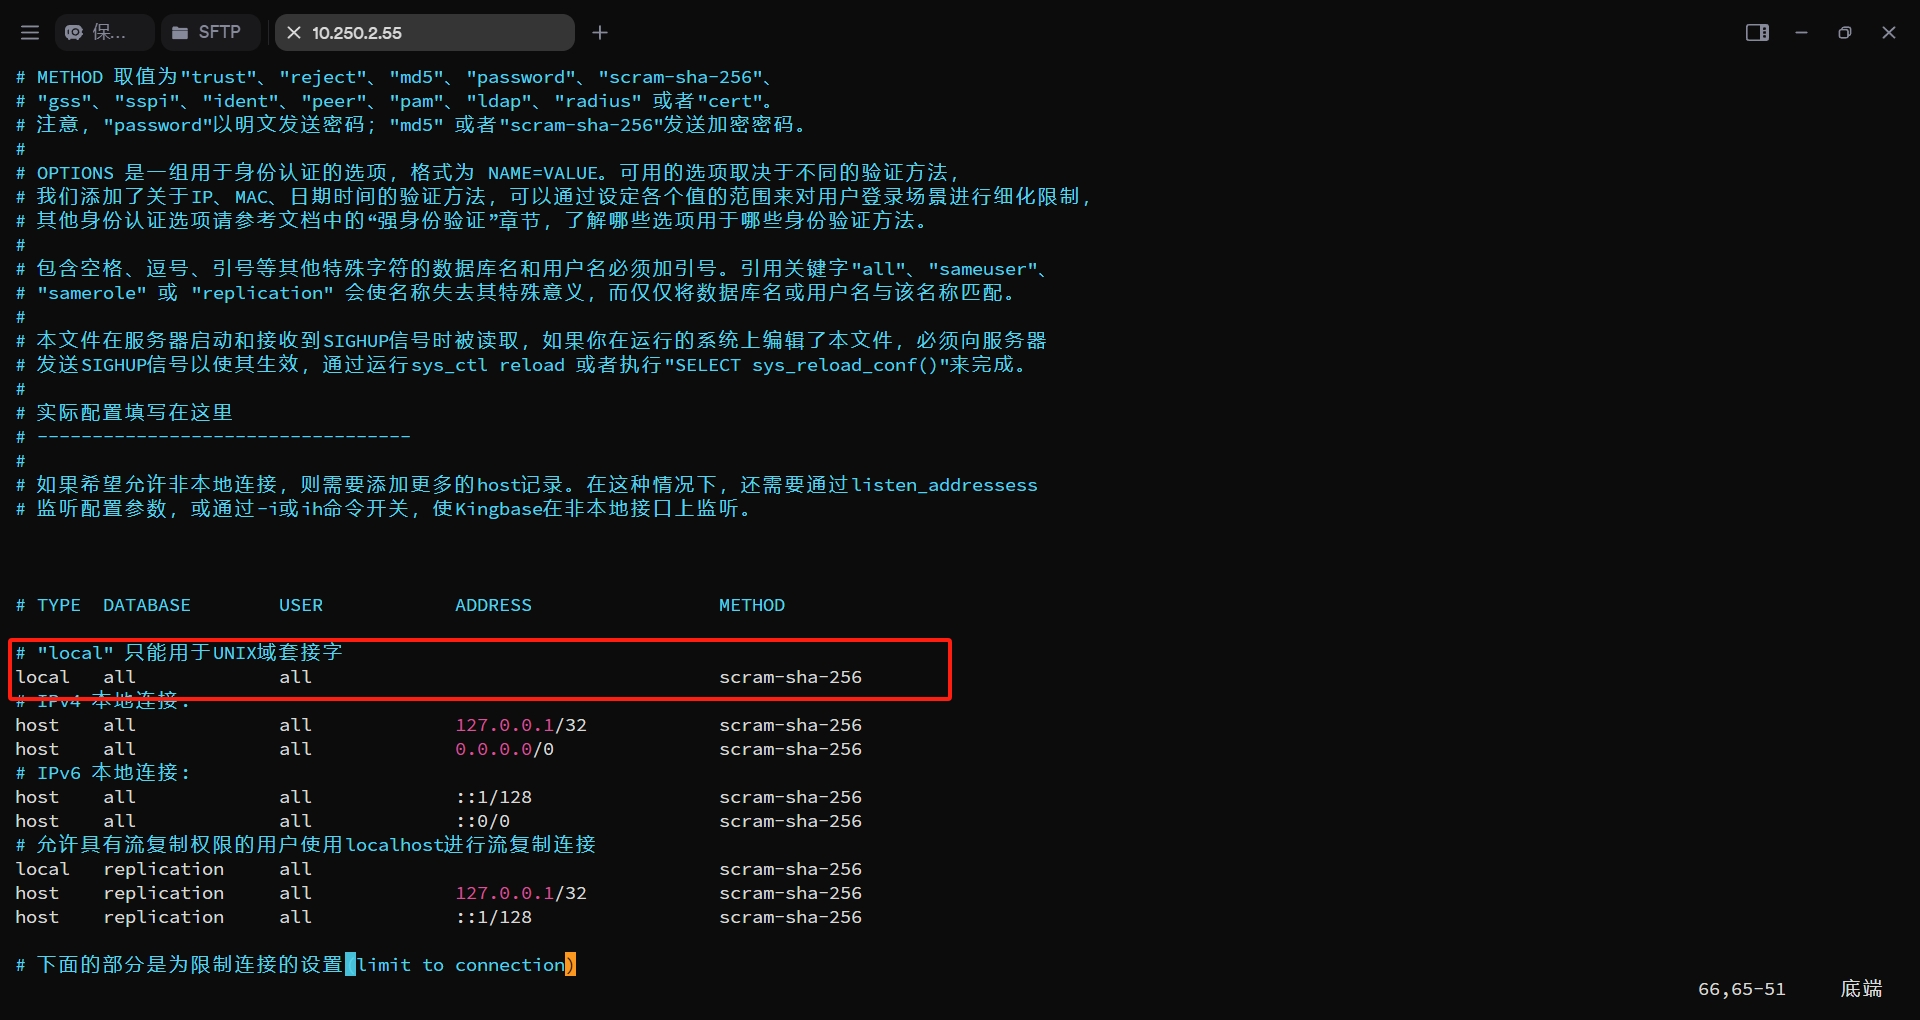 保... SFTP 10.250.2.55
# METHOD 取值为"trust"、"reject"、"md5"、"password"、"scram-sha-256"、
# "gss"、"sspi"、"ident"、"peer"、"pam"、"ldap"、"radius" 或者"cert"。
# 注意，"password"以明文发送密码；"md5" 或者"scram-sha-256"发送加密密码。
#
# OPTIONS 是一组用于身份认证的选项，格式为 NAME=VALUE。可用的选项取决于不同的验证方法，
# 我们添加了关于IP、MAC、日期时间的验证方法，可以通过设定各个值的范围来对用户登录场景进行细化限制，
# 其他身份认证选项请参考文档中的“强身份验证”章节，了解哪些选项用于哪些身份验证方法。
#
# 包含空格、逗号、引号等其他特殊字符的数据库名和用户名必须加引号。引用关键字"all"、"sameuser"、
# "samerole" 或 "replication" 会使名称失去其特殊意义，而仅仅将数据库名或用户名与该名称匹配。
#
# 本文件在服务器启动和接收到SIGHUP信号时被读取，如果你在运行的系统上编辑了本文件，必须向服务器
# 发送SIGHUP信号以使其生效，通过运行sys_ctl reload 或者执行"SELECT sys_reload_conf()"来完成。
#
# 实际配置填写在这里
# ----------------------------------
#
# 如果希望允许非本地连接，则需要添加更多的host记录。在这种情况下，还需要通过listen_addressess
# 监听配置参数，或通过-i或ih命令开关，使Kingbase在非本地接口上监听。
# TYPE  DATABASE        USER            ADDRESS                 METHOD
# "local" 只能用于UNIX域套接字
local   all             all                                     scram-sha-256
# IPv4 本地连接：
host    all             all             127.0.0.1/32            scram-sha-256
host    all             all             0.0.0.0/0               scram-sha-256
# IPv6 本地连接：
host    all             all             ::1/128                 scram-sha-256
host    all             all             ::0/0                   scram-sha-256
# 允许具有流复制权限的用户使用localhost进行流复制连接
local   replication     all                                     scram-sha-256
host    replication     all             127.0.0.1/32            scram-sha-256
host    replication     all             ::1/128                 scram-sha-256
# 下面的部分是为限制连接的设置(limit to connection)
66,65-51 底端